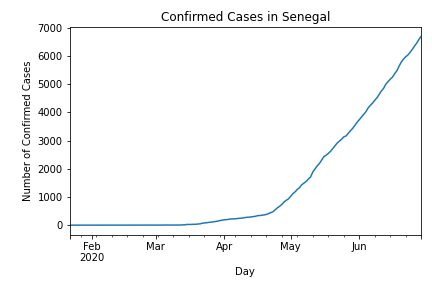 Confirmed Cases in Senegal
Number of Confirmed Cases
7000
6000
5000
4000
3000
2000
1000
0
Feb Mar Apr May Jun
2020
Day